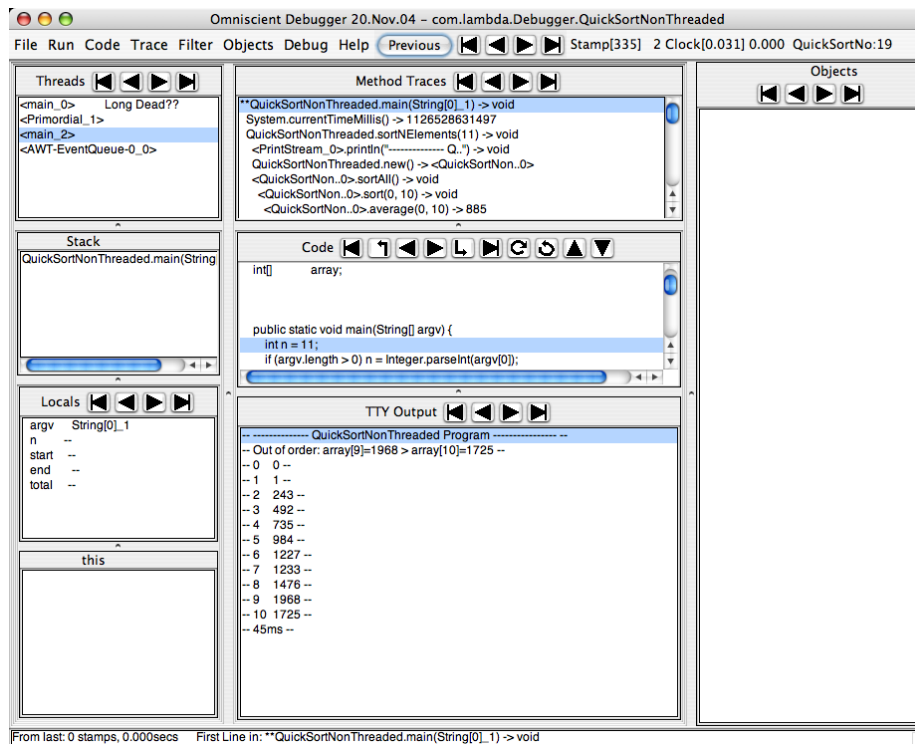 Omniscient Debugger 20.Nov.04 – com.lambda.Debugger.QuickSortNonThreaded
File Run Code Trace Filter Objects Debug Help Previous Stamp[335] 2 Clock[0.031] 0.000 QuickSortNo:19
Threads
<main_0> Long Dead??
<Primordial_1>
<main_2>
<AWT-EventQueue-0_0>
Stack
QuickSortNonThreaded.main(String
Locals
argv String[0]_1
n --
start --
end --
total --
this
Method Traces
**QuickSortNonThreaded.main(String[0]_1) -> void
System.currentTimeMillis() -> 1126528631497
QuickSortNonThreaded.sortNElements(11) -> void
<PrintStream_0>.println("-------------- Q..") -> void
QuickSortNonThreaded.new() -> <QuickSortNon..0>
<QuickSortNon..0>.sortAll() -> void
<QuickSortNon..0>.sort(0, 10) -> void
<QuickSortNon..0>.average(0, 10) -> 885
Code
int[] array;
public static void main(String[] argv) {
int n = 11;
if (argv.length > 0) n = Integer.parseInt(argv[0]);
TTY Output
-- -------------- QuickSortNonThreaded Program ---------------- --
-- Out of order: array[9]=1968 > array[10]=1725 --
-- 0 0 --
-- 1 1 --
-- 2 243 --
-- 3 492 --
-- 4 735 --
-- 5 984 --
-- 6 1227 --
-- 7 1233 --
-- 8 1476 --
-- 9 1968 --
-- 10 1725 --
-- 45ms --
Objects
From last: 0 stamps, 0.000secs First Line in: **QuickSortNonThreaded.main(String[0]_1) -> void